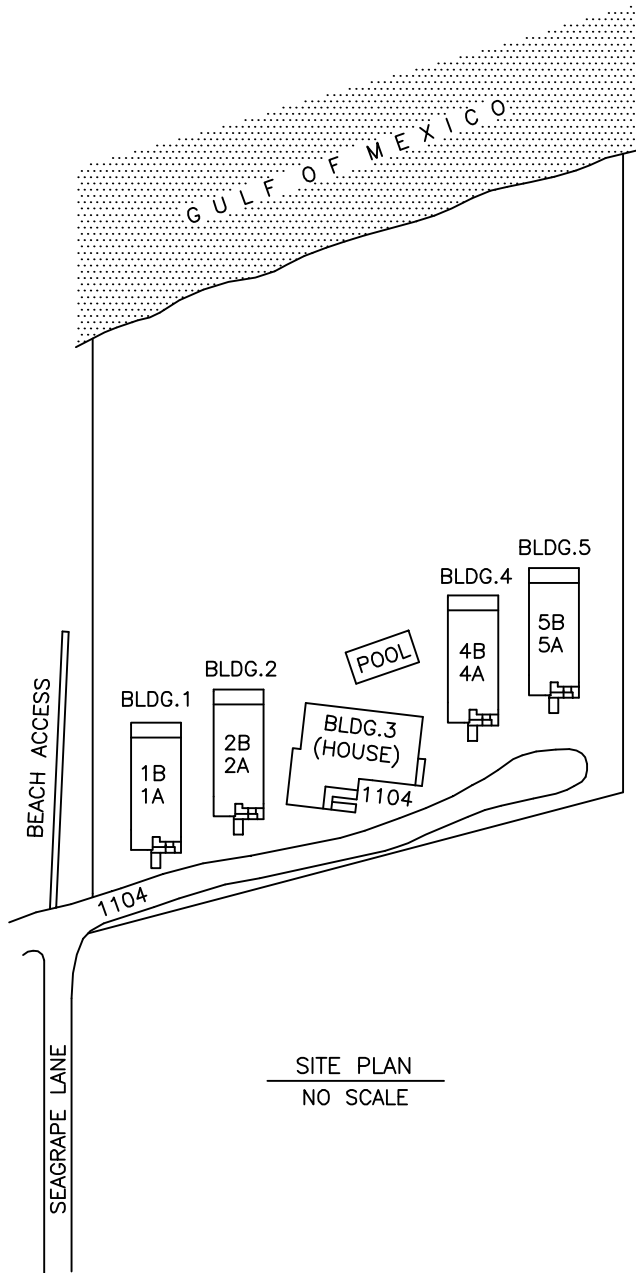 GULF OF MEXICO
BLDG.5
BLDG.4
5B
5A
4B
4A
POOL
BLDG.2
BLDG.1
BLDG.3
(HOUSE)
2B
2A
1B
1A
1104
BEACH ACCESS
1104
SITE PLAN
NO SCALE
SEAGRAPE LANE